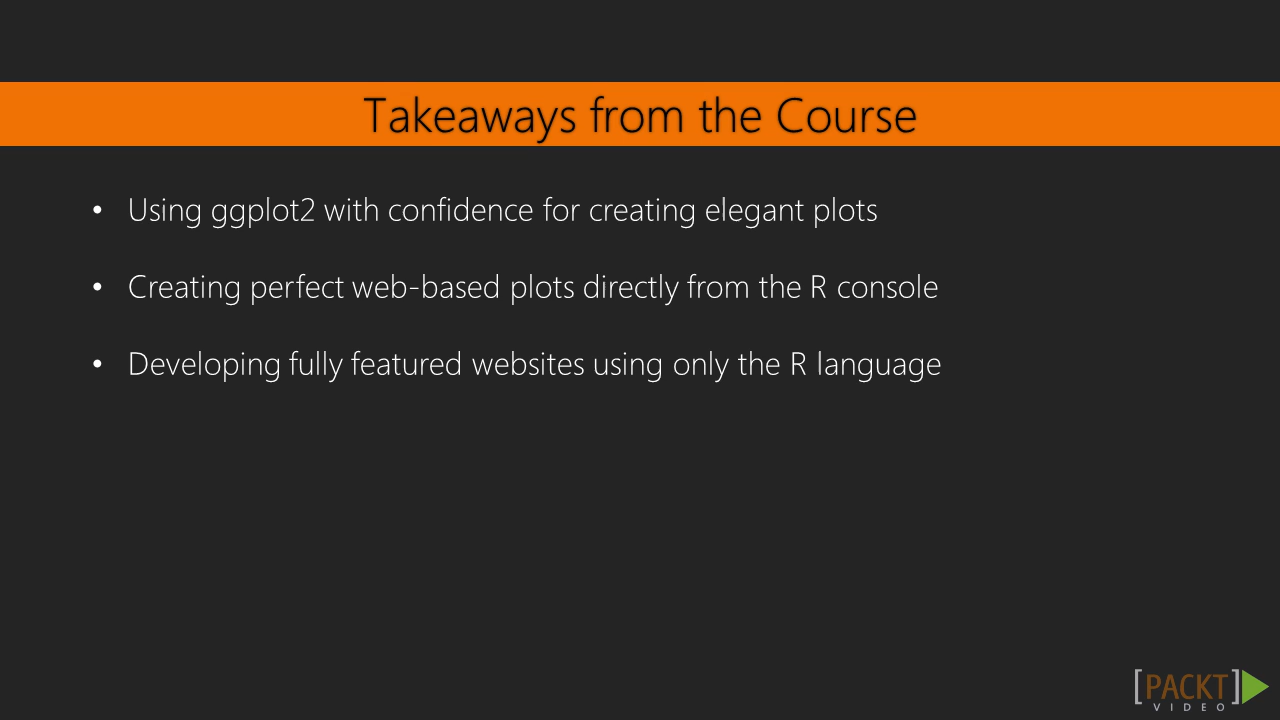 Takeaways from the Course
• Using ggplot2 with confidence for creating elegant plots
• Creating perfect web-based plots directly from the R console
• Developing fully featured websites using only the R language
[PACKT]
VIDEO